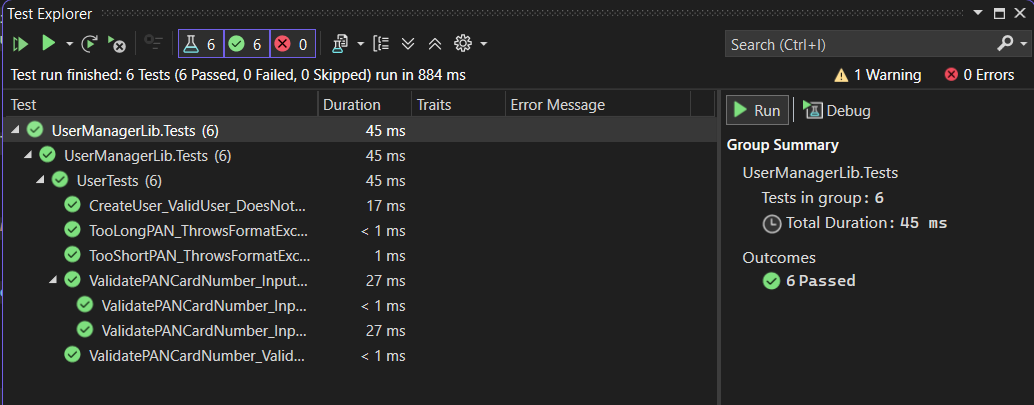 Test Explorer
6 6 0
Search (Ctrl+I)
Test run finished: 6 Tests (6 Passed, 0 Failed, 0 Skipped) run in 884 ms
1 Warning 0 Errors
Test Duration Traits Error Message
UserManagerLib.Tests (6) 45 ms
UserManagerLib.Tests (6) 45 ms
UserTests (6) 45 ms
CreateUser_ValidUser_DoesNot... 17 ms
TooLongPAN_ThrowsFormatExc... < 1 ms
TooShortPAN_ThrowsFormatExc... 1 ms
ValidatePANCardNumber_Input... 27 ms
ValidatePANCardNumber_Inp... < 1 ms
ValidatePANCardNumber_Inp... 27 ms
ValidatePANCardNumber_Valid... < 1 ms
Run Debug
Group Summary
UserManagerLib.Tests
Tests in group: 6
Total Duration: 45 ms
Outcomes
6 Passed